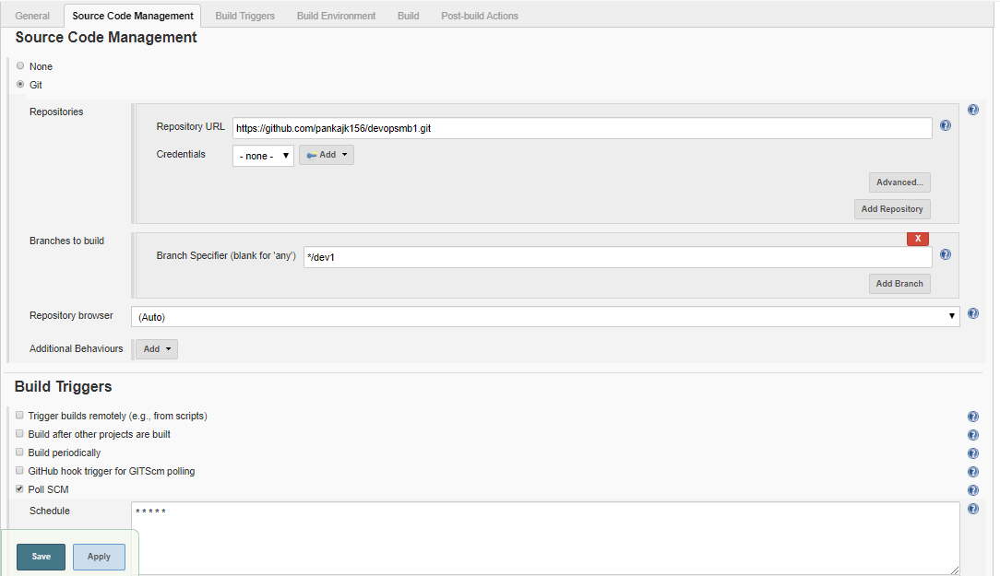 General Source Code Management Build Triggers Build Environment Build Post-build Actions
Source Code Management
None
Git
Repositories
Repository URL https://github.com/pankajk156/devopsmb1.git
Credentials - none - Add
Advanced...
Add Repository
Branches to build
X
Branch Specifier (blank for 'any') */dev1
Add Branch
Repository browser (Auto)
Additional Behaviours Add
Build Triggers
Trigger builds remotely (e.g., from scripts)
Build after other projects are built
Build periodically
GitHub hook trigger for GITScm polling
Poll SCM
Schedule * * * * *
Save Apply